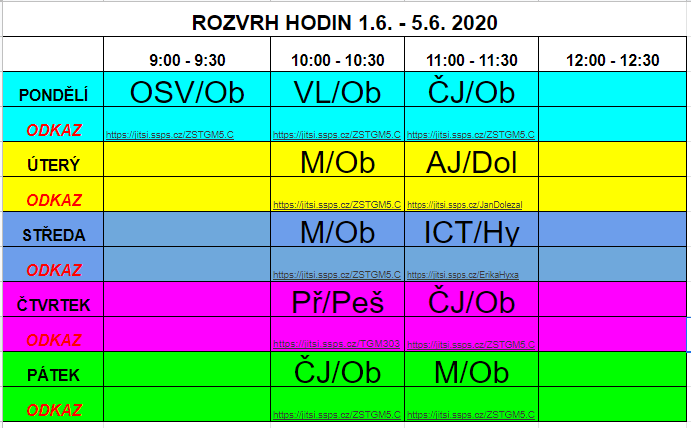 ROZVRH HODIN 1.6. - 5.6. 2020
9:00 - 9:30 10:00 - 10:30 11:00 - 11:30 12:00 - 12:30
PONDĚLÍ OSV/Ob VL/Ob ČJ/Ob
ODKAZ https://jitsi.ssps.cz/ZSTGM5.C https://jitsi.ssps.cz/ZSTGM5.C https://jitsi.ssps.cz/ZSTGM5.C
ÚTERÝ M/Ob AJ/Dol
ODKAZ https://jitsi.ssps.cz/ZSTGM5.C https://jitsi.ssps.cz/JanDolezal
STŘEDA M/Ob ICT/Hy
ODKAZ https://jitsi.ssps.cz/ZSTGM5.C https://jitsi.ssps.cz/ErikaHyxa
ČTVRTEK Př/Peš ČJ/Ob
ODKAZ https://jitsi.ssps.cz/TGM303 https://jitsi.ssps.cz/ZSTGM5.C
PÁTEK ČJ/Ob M/Ob
ODKAZ https://jitsi.ssps.cz/ZSTGM5.C https://jitsi.ssps.cz/ZSTGM5.C